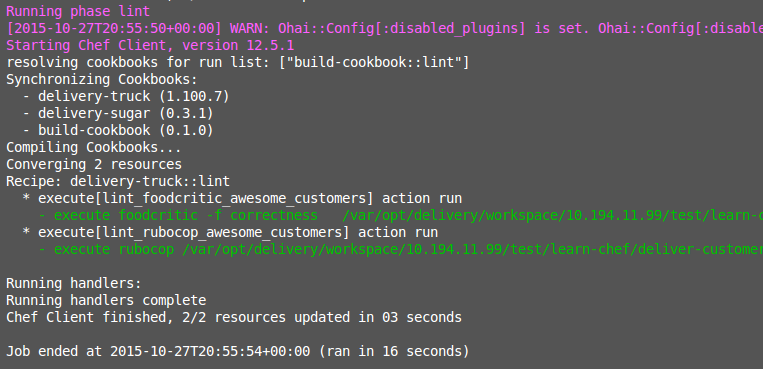 Running phase lint
[2015-10-27T20:55:50+00:00] WARN: Ohai::Config[:disabled_plugins] is set. Ohai::Config[:disable
Starting Chef Client, version 12.5.1
resolving cookbooks for run list: ["build-cookbook::lint"]
Synchronizing Cookbooks:
  - delivery-truck (1.100.7)
  - delivery-sugar (0.3.1)
  - build-cookbook (0.1.0)
Compiling Cookbooks...
Converging 2 resources
Recipe: delivery-truck::lint
  * execute[lint_foodcritic_awesome_customers] action run
    - execute foodcritic -f correctness   /var/opt/delivery/workspace/10.194.11.99/test/learn-c
  * execute[lint_rubocop_awesome_customers] action run
    - execute rubocop /var/opt/delivery/workspace/10.194.11.99/test/learn-chef/deliver-customer
Running handlers:
Running handlers complete
Chef Client finished, 2/2 resources updated in 03 seconds
Job ended at 2015-10-27T20:55:54+00:00 (ran in 16 seconds)